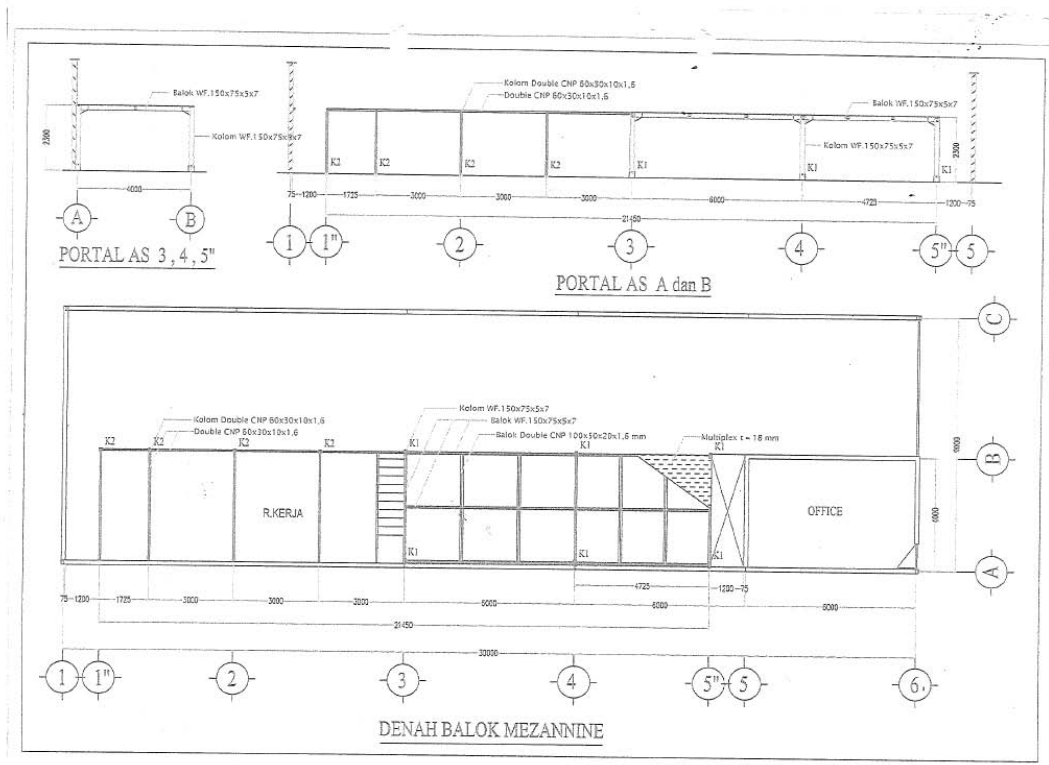 Balok WF.150x75x5x7
Kolom WF.150x75x5x7
2300
4000
A
B
PORTAL AS 3 , 4 , 5"
Kolom Double CNP 60x30x10x1,6
Double CNP 60x30x10x1,6
Balok WF.150x75x5x7
Kolom WF.150x75x5x7
2300
K2
K2
K2
K2
K1
K1
K1
75
1200
1725
3000
3000
3000
6000
4725
1200
75
21450
1
1"
2
3
4
5"
5
PORTAL AS A dan B
C
Kolom Double CNP 60x30x10x1,6
Double CNP 60x30x10x1,6
Kolom WF.150x75x5x7
Balok WF.150x75x5x7
Balok Double CNP 100x50x20x1,6 mm
Multiplex t = 18 mm
K2
K2
K2
K2
K1
K1
K1
B
R.KERJA
OFFICE
4000
K1
K1
K1
A
4725
75
1200
1725
3000
3000
6000
1200
75
6000
21450
30000
1
1"
2
3
4
5"
5
6
DENAH BALOK MEZANNINE